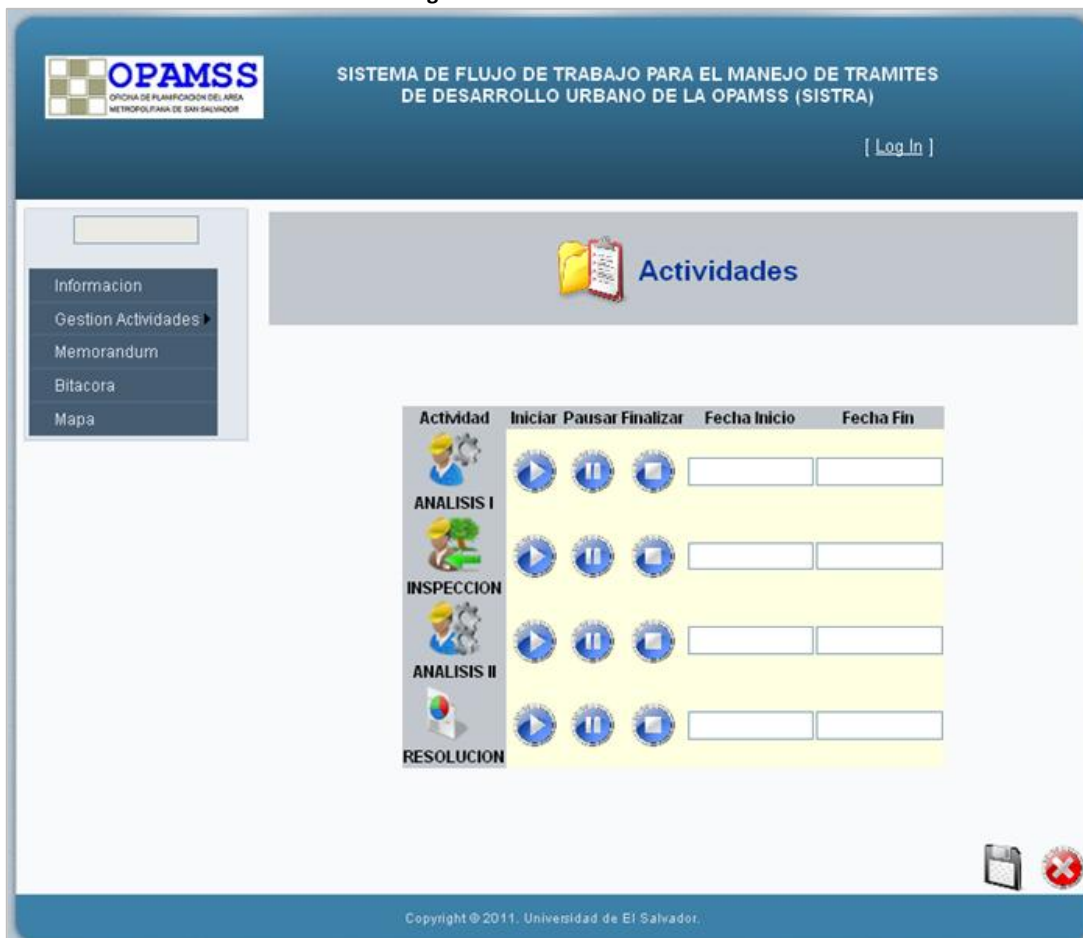 OPAMSS
OFICINA DE PLANIFICACION DEL AREA
METROPOLITANA DE SAN SALVADOR
SISTEMA DE FLUJO DE TRABAJO PARA EL MANEJO DE TRAMITES
DE DESARROLLO URBANO DE LA OPAMSS (SISTRA)
[ Log In ]
Informacion
Gestion Actividades
Memorandum
Bitacora
Mapa
Actividades
Actividad Iniciar Pausar Finalizar Fecha Inicio Fecha Fin
ANALISIS I
INSPECCION
ANALISIS II
RESOLUCION
Copyright © 2011. Universidad de El Salvador.